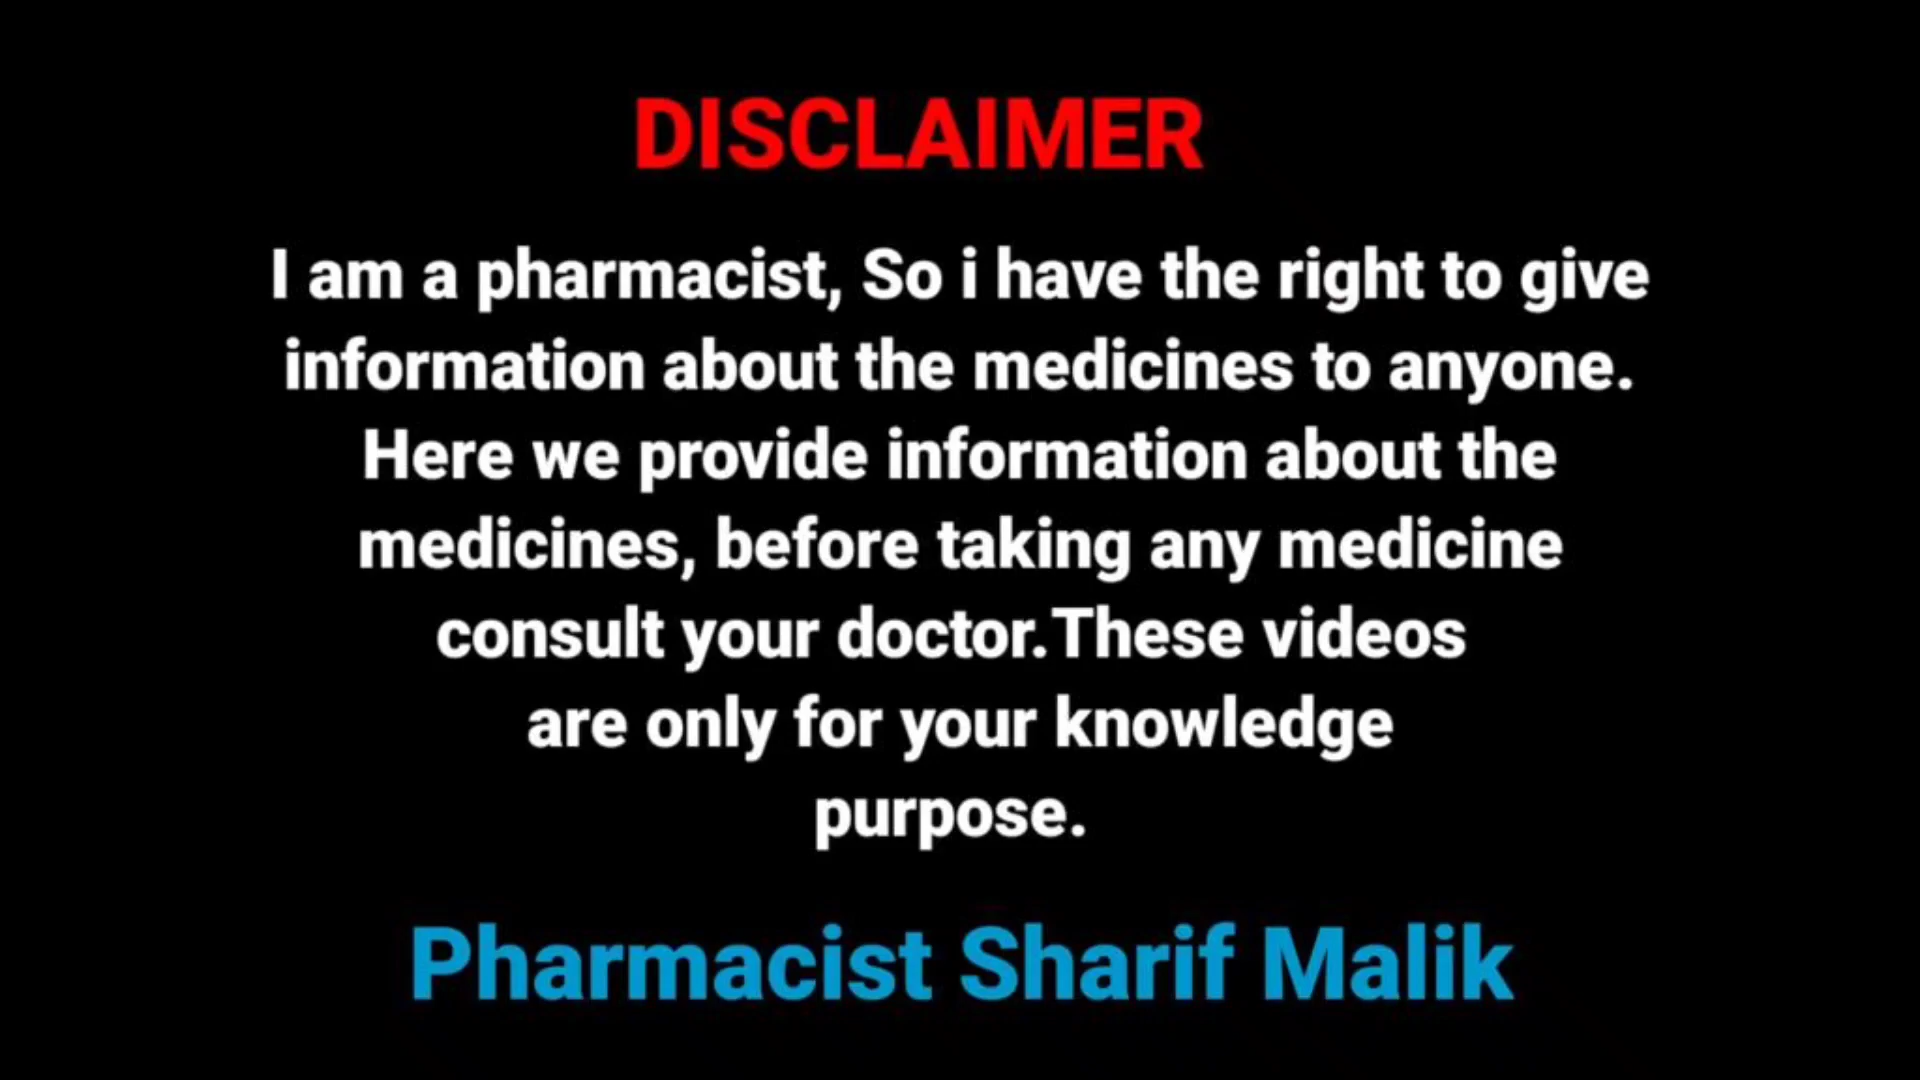 DISCLAIMER
I am a pharmacist, So i have the right to give
information about the medicines to anyone.
Here we provide information about the
medicines, before taking any medicine
consult your doctor.These videos
are only for your knowledge
purpose.
Pharmacist Sharif Malik